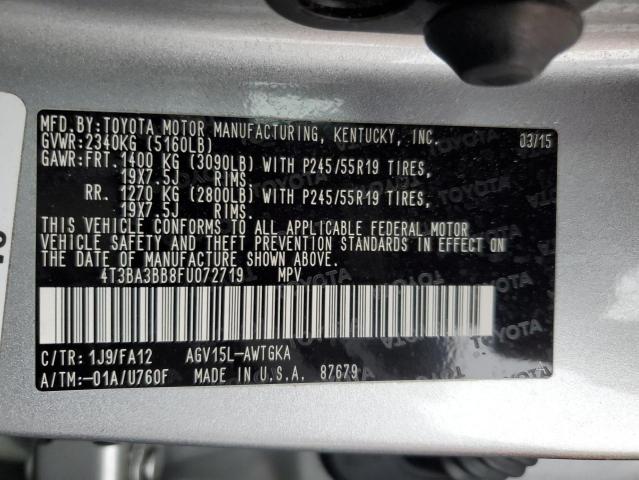 MFD.BY:TOYOTA MOTOR MANUFACTURING, KENTUCKY, INC. 03/15
GVWR:2340KG (5160LB)
GAWR:FRT. 1400 KG (3090LB) WITH P245/55R19 TIRES,
19X7.5J RIMS.
RR. 1270 KG (2800LB) WITH P245/55R19 TIRES,
19X7.5J RIMS.
THIS VEHICLE CONFORMS TO ALL APPLICABLE FEDERAL MOTOR
VEHICLE SAFETY AND THEFT PREVENTION STANDARDS IN EFFECT
ON THE DATE OF MANUFACTURE SHOWN ABOVE.
4T3BA3BB8FU072719 MPV
C/TR: 1J9/FA12 AGV15L-AWTGKA
A/TM:-01A/U760F MADE IN U.S.A. 87679